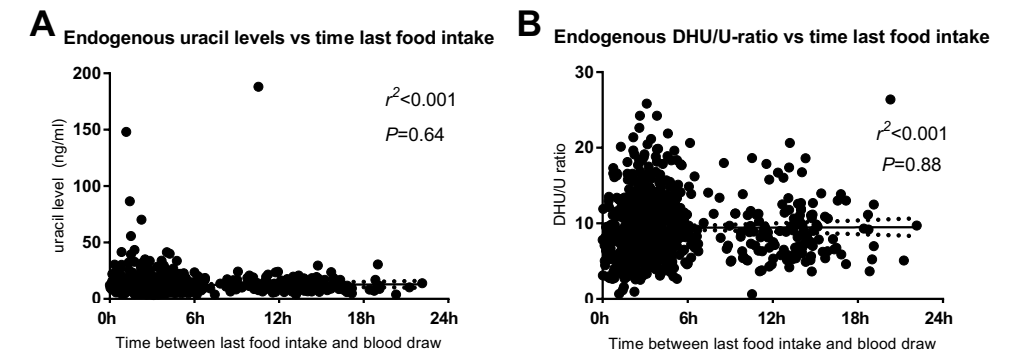 A
Endogenous uracil levels vs time last food intake
uracil level (ng/ml)
200
150
100
50
0
r²<0.001
P=0.64
0h 6h 12h 18h 24h
Time between last food intake and blood draw
B
Endogenous DHU/U-ratio vs time last food intake
DHU/U ratio
30
20
10
0
r²<0.001
P=0.88
0h 6h 12h 18h 24h
Time between last food intake and blood draw